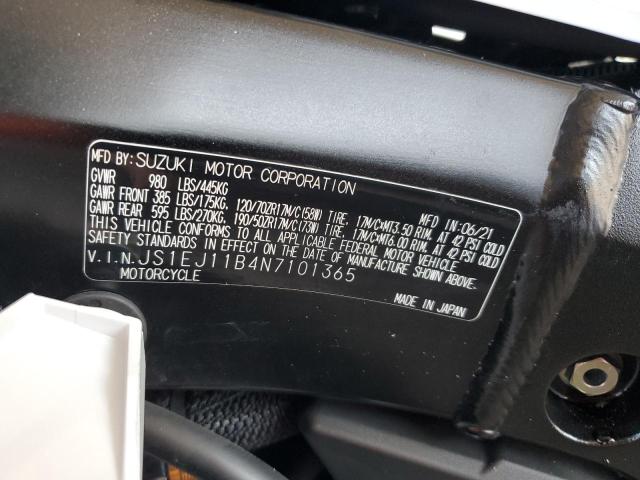 MFD BY: SUZUKI MOTOR CORPORATION
GVWR 980 LBS/445KG MFD IN:06/21
GAWR FRONT 385 LBS/175KG, 120/70ZR17M/C(58W) TIRE, 17M/C×MT3.50 RIM, AT 42 PSI COLD
GAWR REAR 595 LBS/270KG, 190/50ZR17M/C(73W) TIRE, 17M/C×MT6.00 RIM, AT 42 PSI COLD
THIS VEHICLE CONFORMS TO ALL APPLICABLE FEDERAL MOTOR VEHICLE
SAFETY STANDARDS IN EFFECT ON THE DATE OF MANUFACTURE SHOWN ABOVE.
V.I.N. JS1EJ11B4N7101365
MOTORCYCLE MADE IN JAPAN